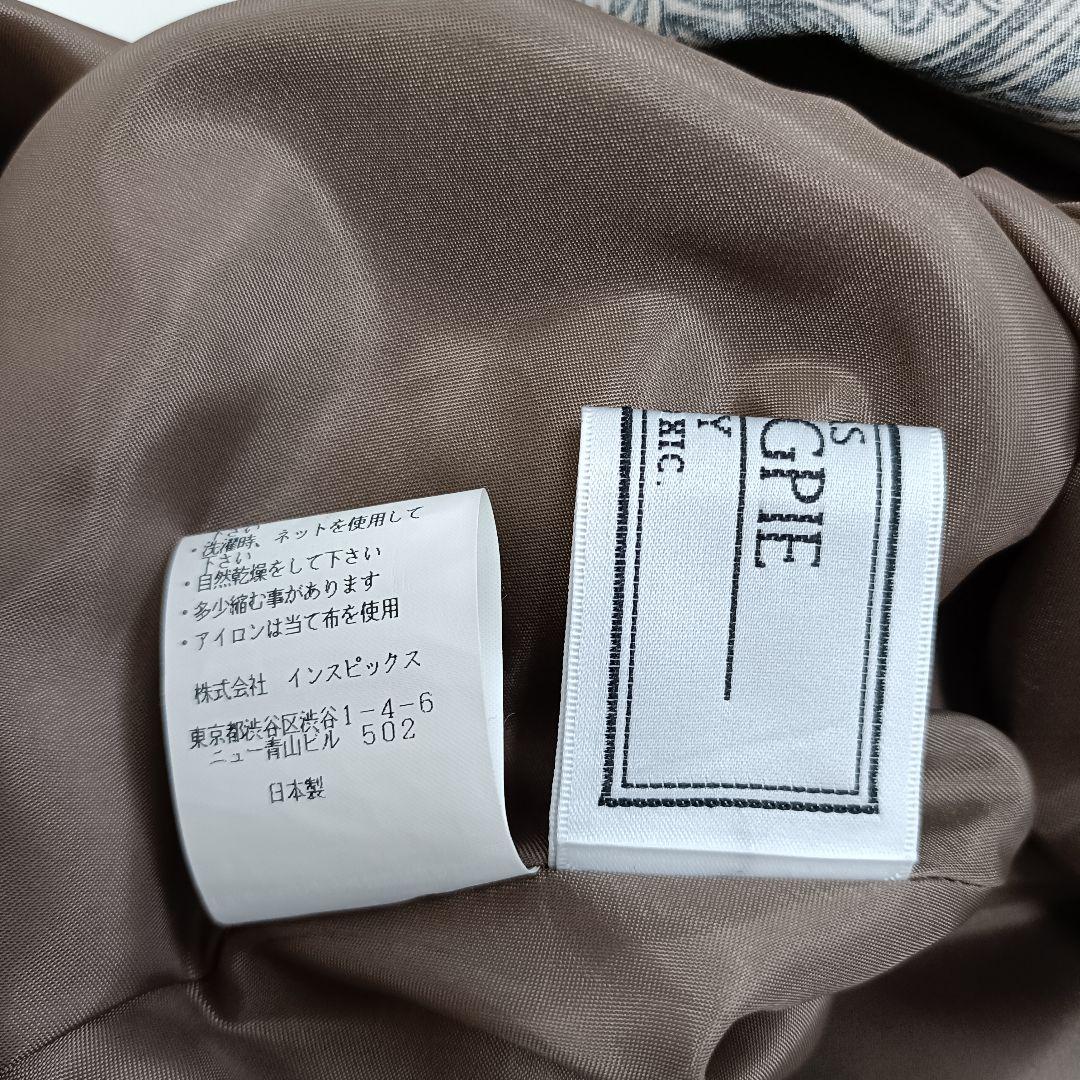 ・洗濯時、ネットを使用して
下さい
・自然乾燥をして下さい
・多少縮む事があります
・アイロンは当て布を使用
株式会社 インスピックス
東京都渋谷区渋谷1-4-6
ニュー青山ビル 502
日本製
SS
GPIE
Y
HIC.